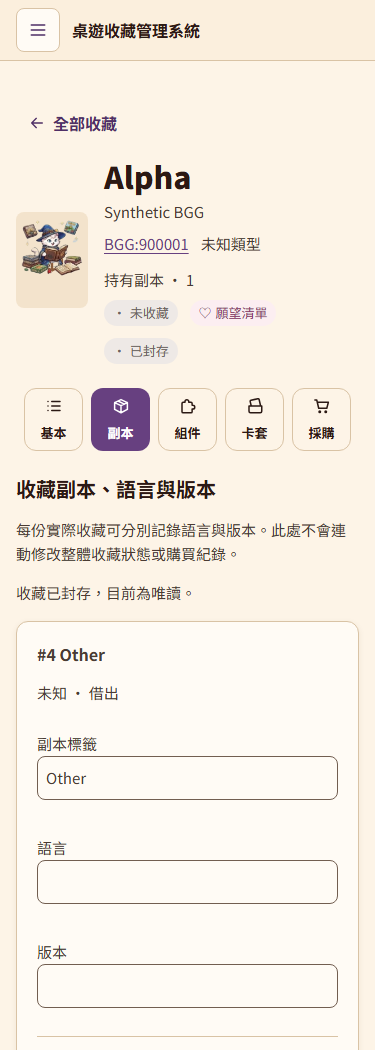 桌遊收藏管理系統
← 全部收藏
Alpha
Synthetic BGG
BGG:900001 未知類型
持有副本 · 1
· 未收藏 ♡ 願望清單
· 已封存
基本 副本 組件 卡套 採購
收藏副本、語言與版本
每份實際收藏可分別記錄語言與版本。此處不會連
動修改整體收藏狀態或購買紀錄。
收藏已封存，目前為唯讀。
#4 Other
未知 · 借出
副本標籤
Other
語言
版本